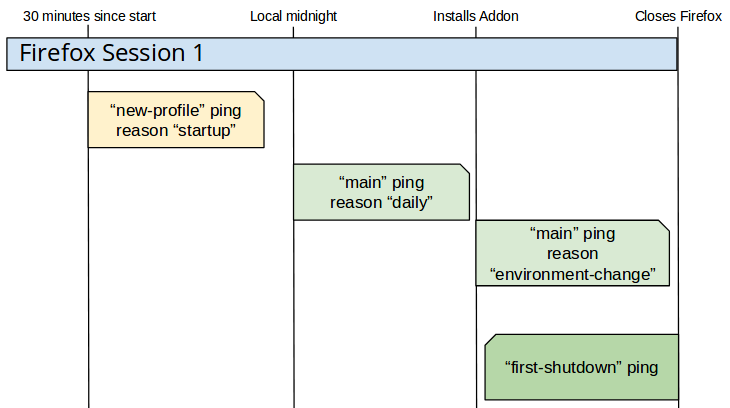 30 minutes since start
Local midnight
Installs Addon
Closes Firefox
Firefox Session 1
“new-profile” ping
reason “startup”
“main” ping
reason “daily”
“main” ping
reason
“environment-change”
“first-shutdown” ping